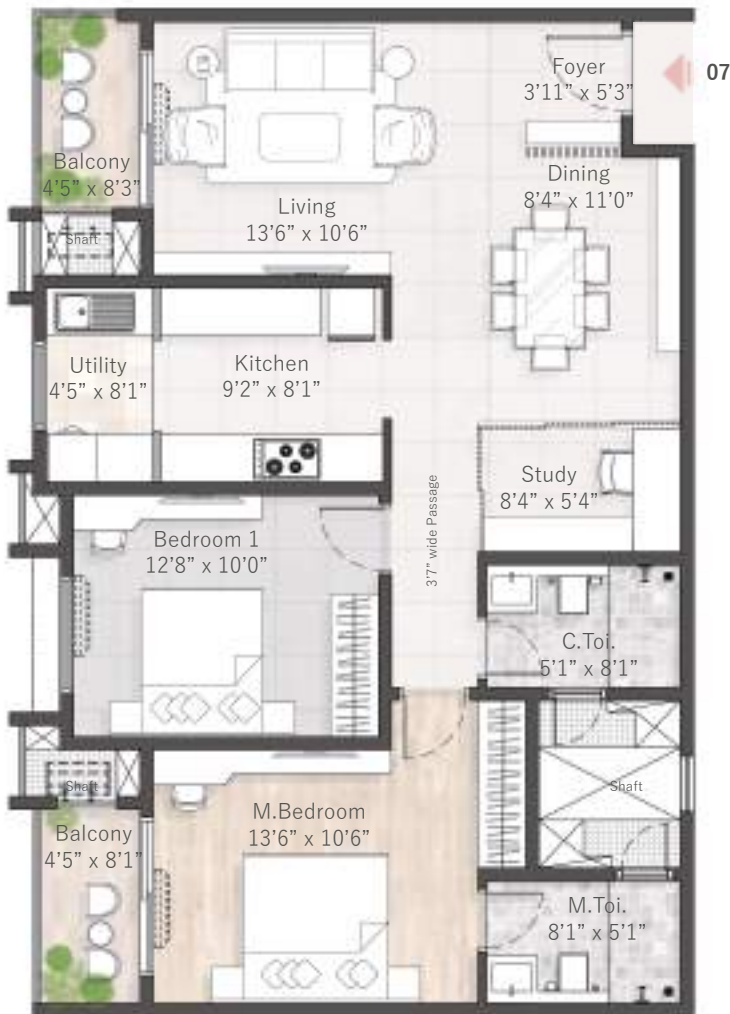 Foyer
3’11” x 5’3”
07
Balcony
4’5” x 8’3”
Dining
8’4” x 11’0”
Living
13’6” x 10’6”
Shaft
Utility
4’5” x 8’1”
Kitchen
9’2” x 8’1”
Study
8’4” x 5’4”
3’7” wide Passage
Bedroom 1
12’8” x 10’0”
C.Toi.
5’1” x 8’1”
Shaft
Shaft
M.Bedroom
13’6” x 10’6”
Balcony
4’5” x 8’1”
M.Toi.
8’1” x 5’1”